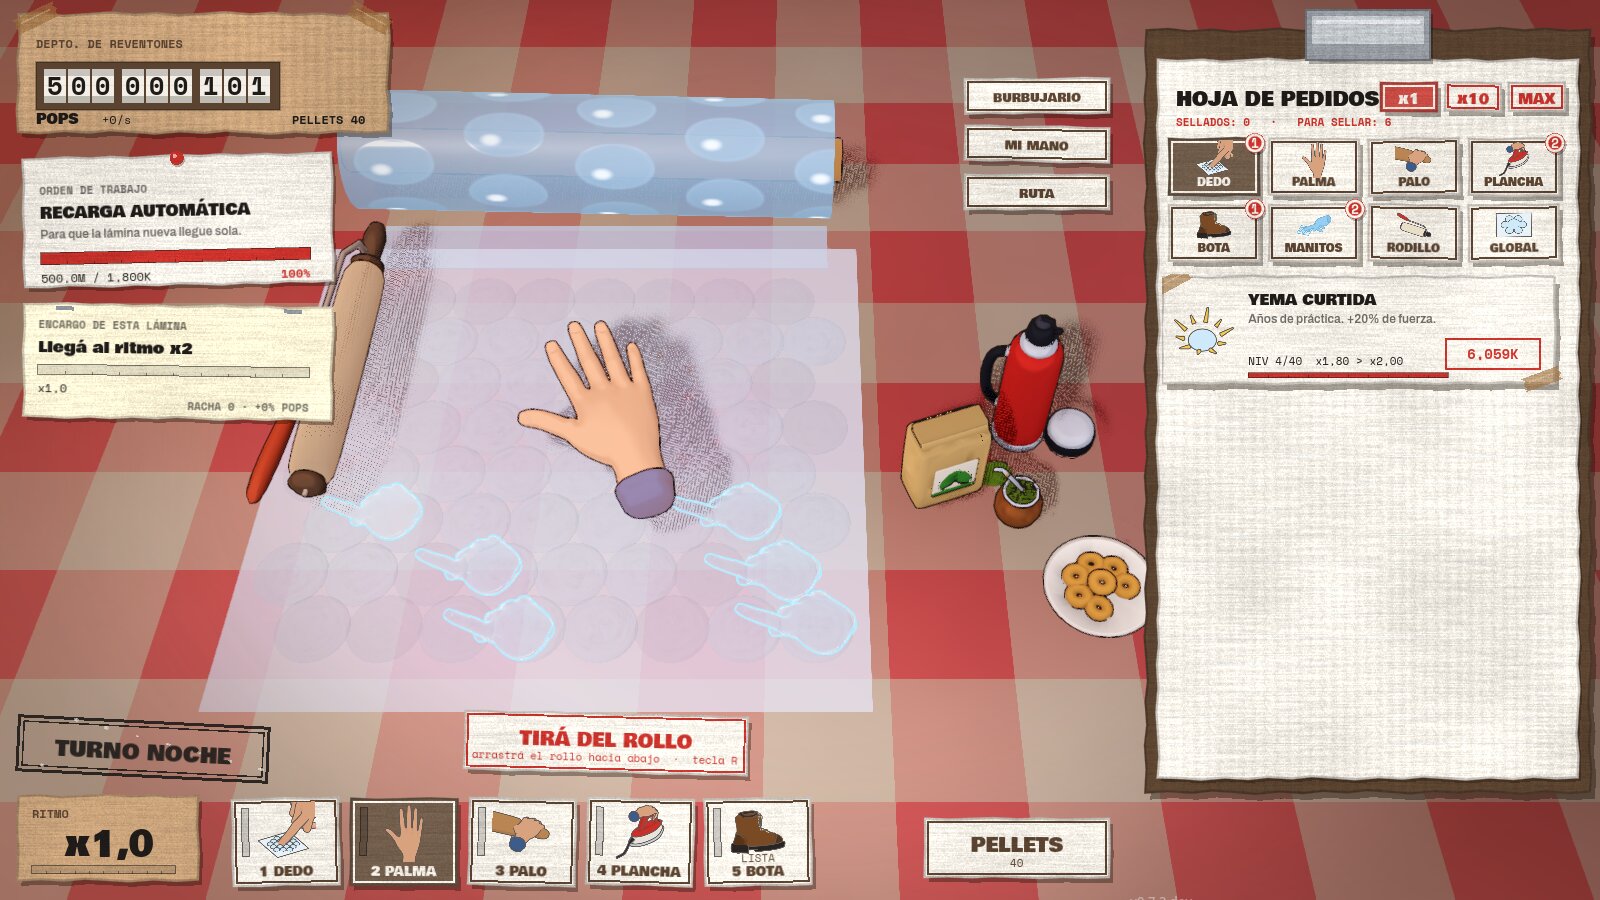 DEPTO. DE REVENTONES
500 000 101
POPS +0/s PELLETS 40
ORDEN DE TRABAJO
RECARGA AUTOMÁTICA
Para que la lámina nueva llegue sola.
500.0M / 1.800K 100%
ENCARGO DE ESTA LÁMINA
Llegá al ritmo x2
x1,0
RACHA 0 · +0% POPS
BURBUJARIO
MI MANO
RUTA
HOJA DE PEDIDOS x1 x10 MAX
SELLADOS: 0 · PARA SELLAR: 6
1 2
DEDO PALMA PALO PLANCHA
1 2
BOTA MANITOS RODILLO GLOBAL
YEMA CURTIDA
Años de práctica. +20% de fuerza.
NIV 4/40 x1,80 > x2,00 6.059K
TURNO NOCHE
TIRÁ DEL ROLLO
arrastrá el rollo hacia abajo · tecla R
RITMO
x1,0
1 DEDO 2 PALMA 3 PALO 4 PLANCHA
LISTA
5 BOTA
PELLETS
40